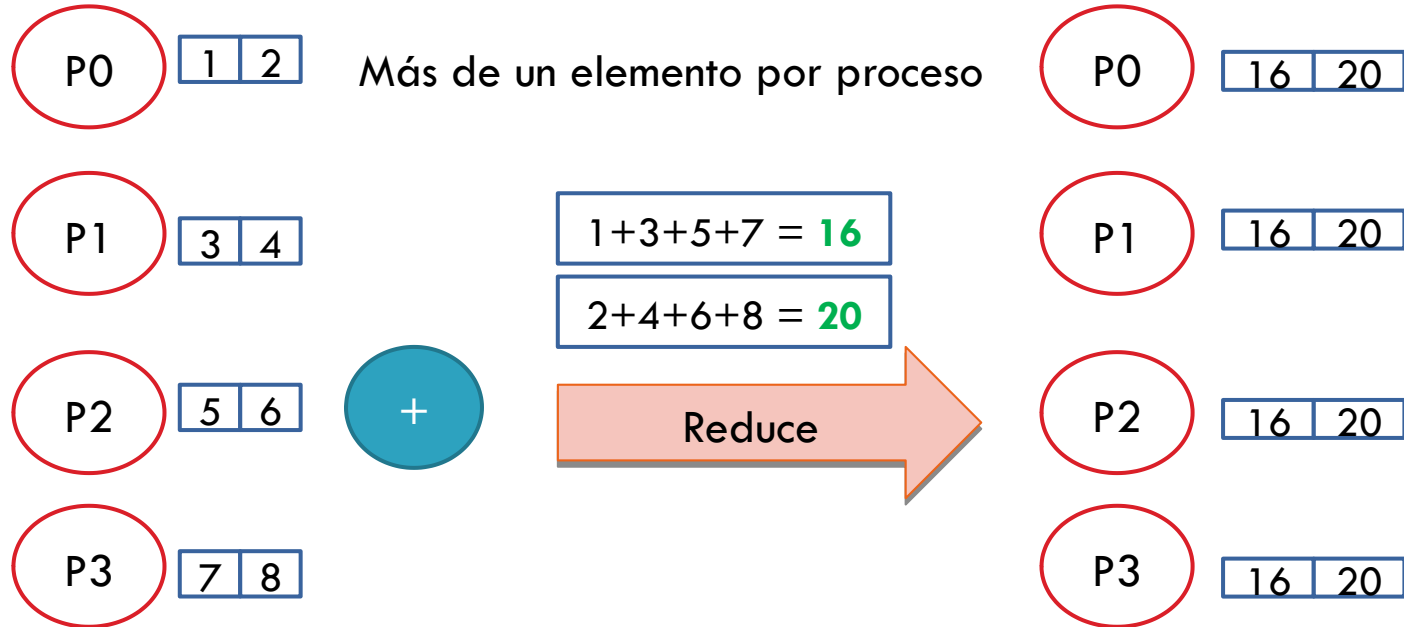 P0 1 2 Más de un elemento por proceso P0 16 20
P1 3 4 1+3+5+7 = 16 P1 16 20
2+4+6+8 = 20
P2 5 6 + Reduce P2 16 20
P3 7 8 P3 16 20